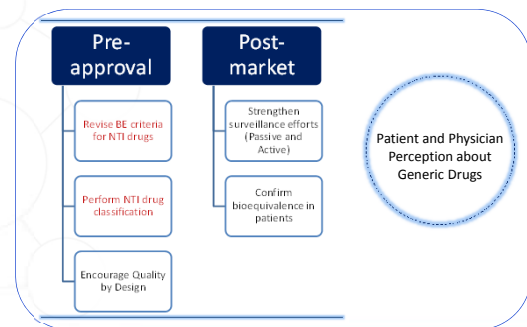 Pre-
approval
Revise BE criteria
for NTI drugs
Perform NTI drug
classification
Encourage Quality
by Design
Post-
market
Strengthen
surveillance efforts
(Passive and
Active)
Confirm
bioequivalence in
patients
Patient and Physician
Perception about
Generic Drugs